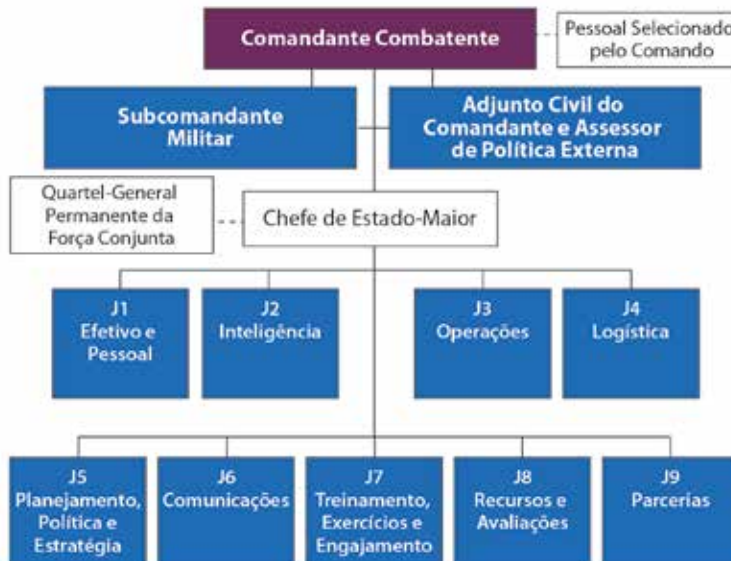 Comandante Combatente
Pessoal Selecionado
pelo Comando
Subcomandante
Militar
Adjunto Civil do
Comandante e Assessor
de Política Externa
Quartel-General
Permanente da
Força Conjunta
Chefe de Estado-Maior
J1
Efetivo e
Pessoal
J2
Inteligência
J3
Operações
J4
Logística
J5
Planejamento,
Política e
Estratégia
J6
Comunicações
J7
Treinamento,
Exercícios e
Engajamento
J8
Recursos e
Avaliações
J9
Parcerias